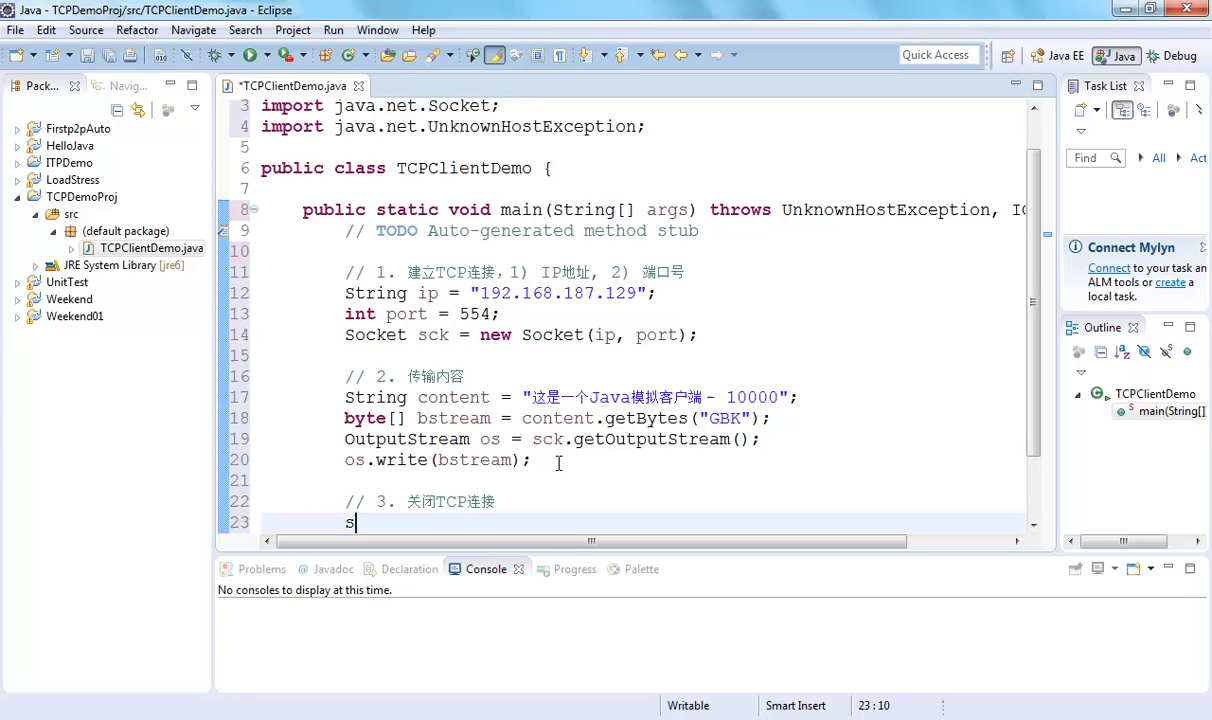 Java - TCPDemoProj/src/TCPClientDemo.java - Eclipse
File Edit Source Refactor Navigate Search Project Run Window Help
Quick Access
Java EE
Java
Debug
Pack...
Navig...
Firstp2pAuto
HelloJava
ITPDemo
LoadStress
TCPDemoProj
src
(default package)
TCPClientDemo.java
JRE System Library [jre6]
UnitTest
Weekend
Weekend01
*TCPClientDemo.java
3 import java.net.Socket;
4 import java.net.UnknownHostException;
5
6 public class TCPClientDemo {
7
8 public static void main(String[] args) throws UnknownHostException, IO
9 // TODO Auto-generated method stub
10
11 // 1. 建立TCP连接，1) IP地址, 2) 端口号
12 String ip = "192.168.187.129";
13 int port = 554;
14 Socket sck = new Socket(ip, port);
15
16 // 2. 传输内容
17 String content = "这是一个Java模拟客户端 - 10000";
18 byte[] bstream = content.getBytes("GBK");
19 OutputStream os = sck.getOutputStream();
20 os.write(bstream);
21
22 // 3. 关闭TCP连接
23 s
Task List
Find
All
Act
Connect Mylyn
Connect to your task an
ALM tools or create a
local task.
Outline
TCPClientDemo
main(String[]
Problems
Javadoc
Declaration
Console
Progress
Palette
No consoles to display at this time.
Writable
Smart Insert
23 : 10